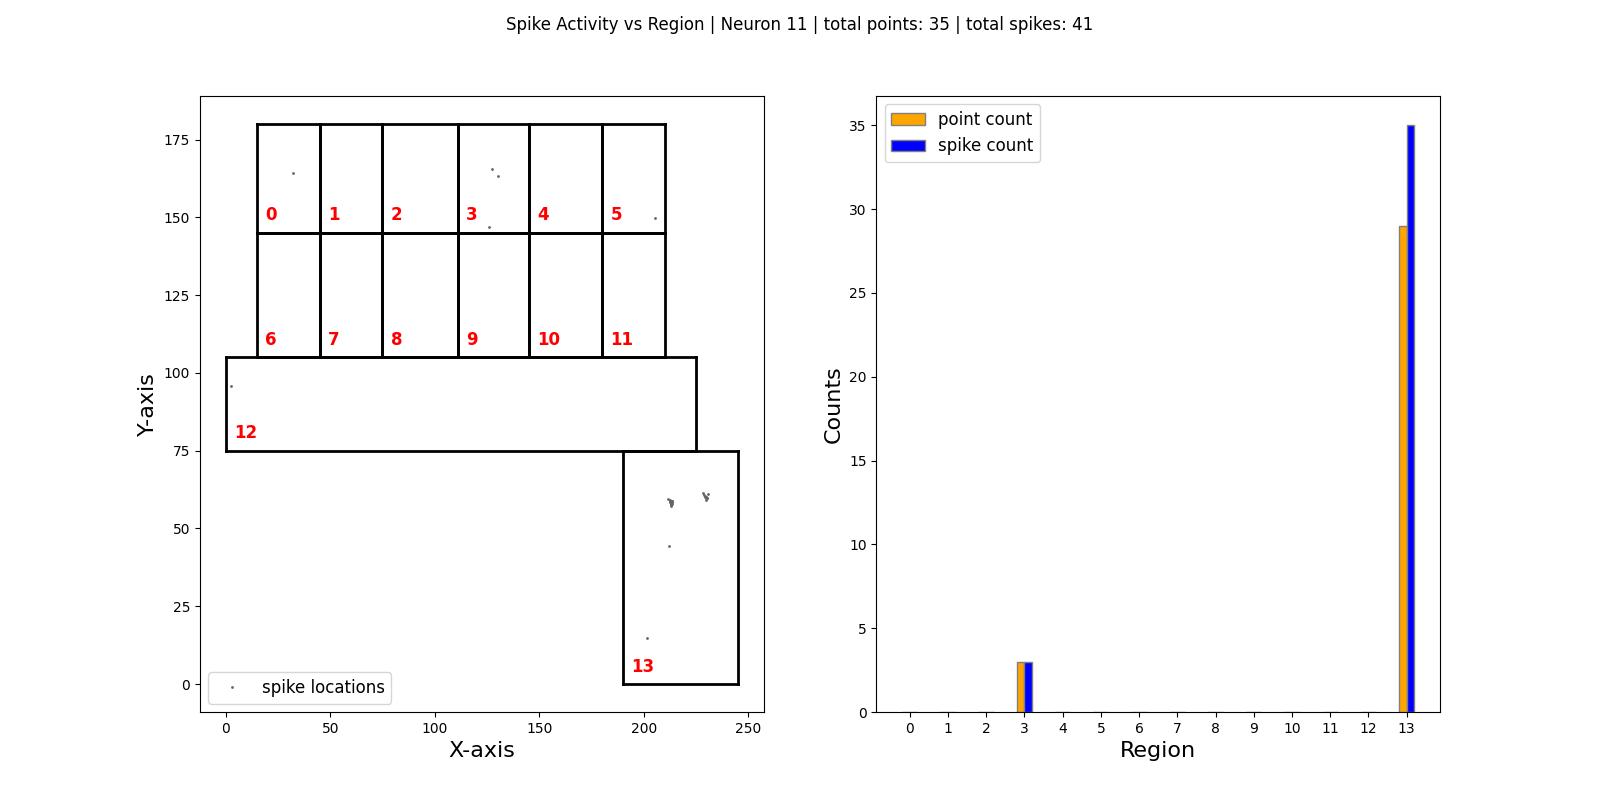 Spike Activity vs Region | Neuron 11 | total points: 35 | total spikes: 41
175
150
125
100
75
50
25
0
Y-axis
0 1 2 3 4 5
6 7 8 9 10 11
12
13
spike locations
0 50 100 150 200 250
X-axis
point count
spike count
35
30
25
20
15
10
5
0
Counts
0 1 2 3 4 5 6 7 8 9 10 11 12 13
Region